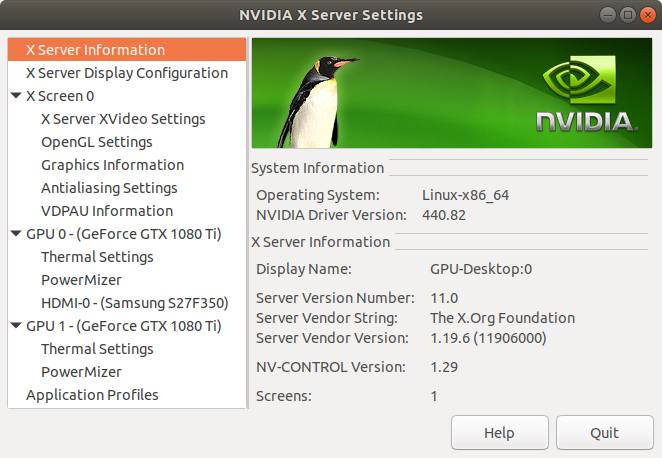 NVIDIA X Server Settings
X Server Information
X Server Display Configuration
X Screen 0
X Server XVideo Settings
OpenGL Settings
Graphics Information
Antialiasing Settings
VDPAU Information
GPU 0 - (GeForce GTX 1080 Ti)
Thermal Settings
PowerMizer
HDMI-0 - (Samsung S27F350)
GPU 1 - (GeForce GTX 1080 Ti)
Thermal Settings
PowerMizer
Application Profiles
NVIDIA.
System Information
Operating System: Linux-x86_64
NVIDIA Driver Version: 440.82
X Server Information
Display Name: GPU-Desktop:0
Server Version Number: 11.0
Server Vendor String: The X.Org Foundation
Server Vendor Version: 1.19.6 (11906000)
NV-CONTROL Version: 1.29
Screens: 1
Help
Quit